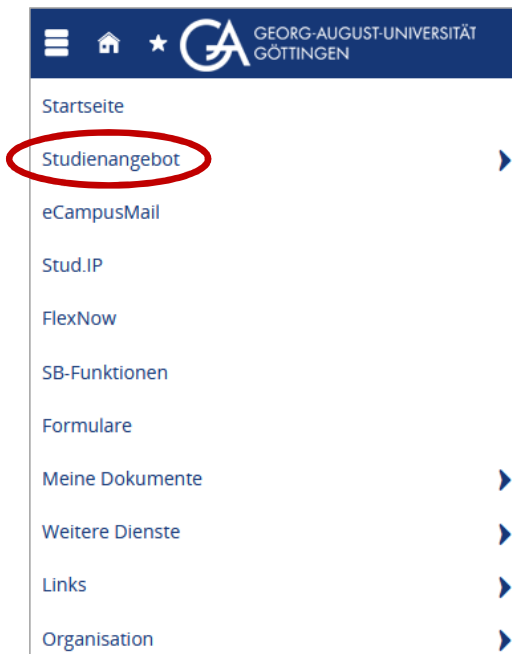 GEORG-AUGUST-UNIVERSITÄT
GÖTTINGEN
Startseite
Studienangebot
eCampusMail
Stud.IP
FlexNow
SB-Funktionen
Formulare
Meine Dokumente
Weitere Dienste
Links
Organisation